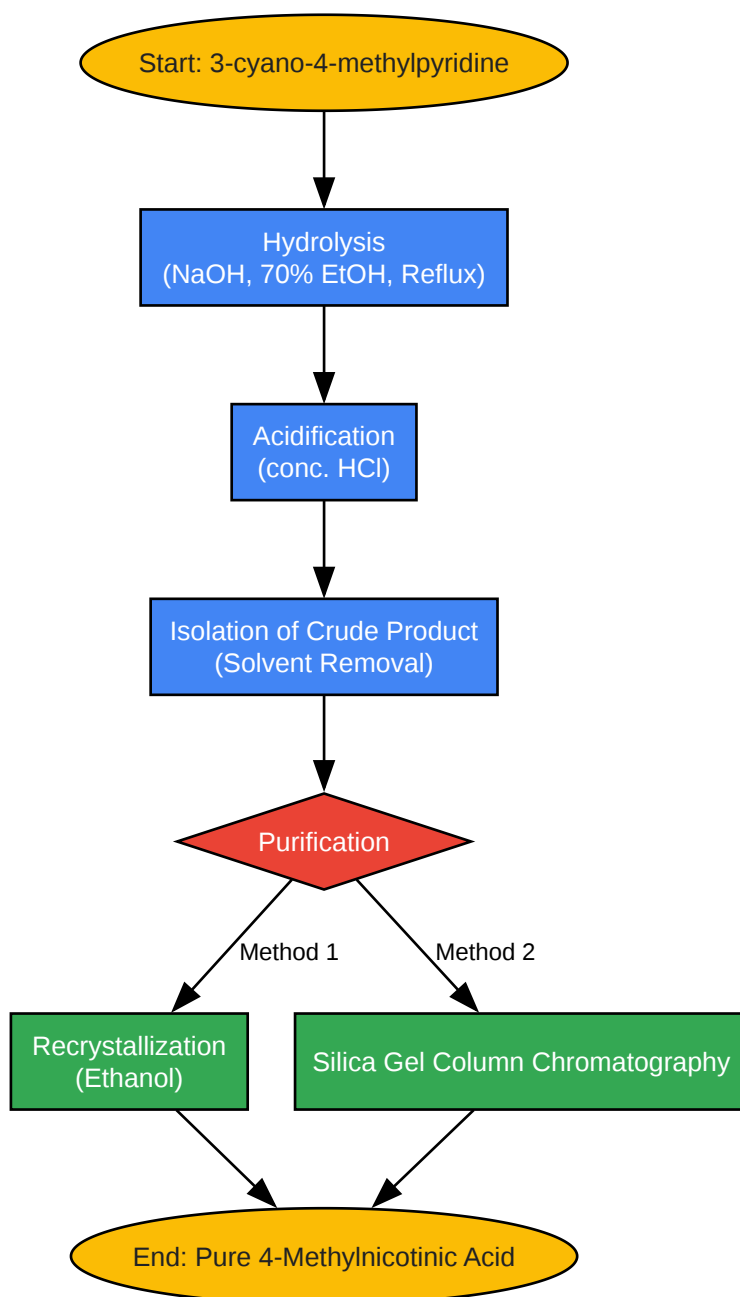 Start: 3-cyano-4-methylpyridine
Hydrolysis
(NaOH, 70% EtOH, Reflux)
Acidification
(conc. HCl)
Isolation of Crude Product
(Solvent Removal)
Purification
Method 1
Method 2
Recrystallization
(Ethanol)
Silica Gel Column Chromatography
End: Pure 4-Methylnicotinic Acid